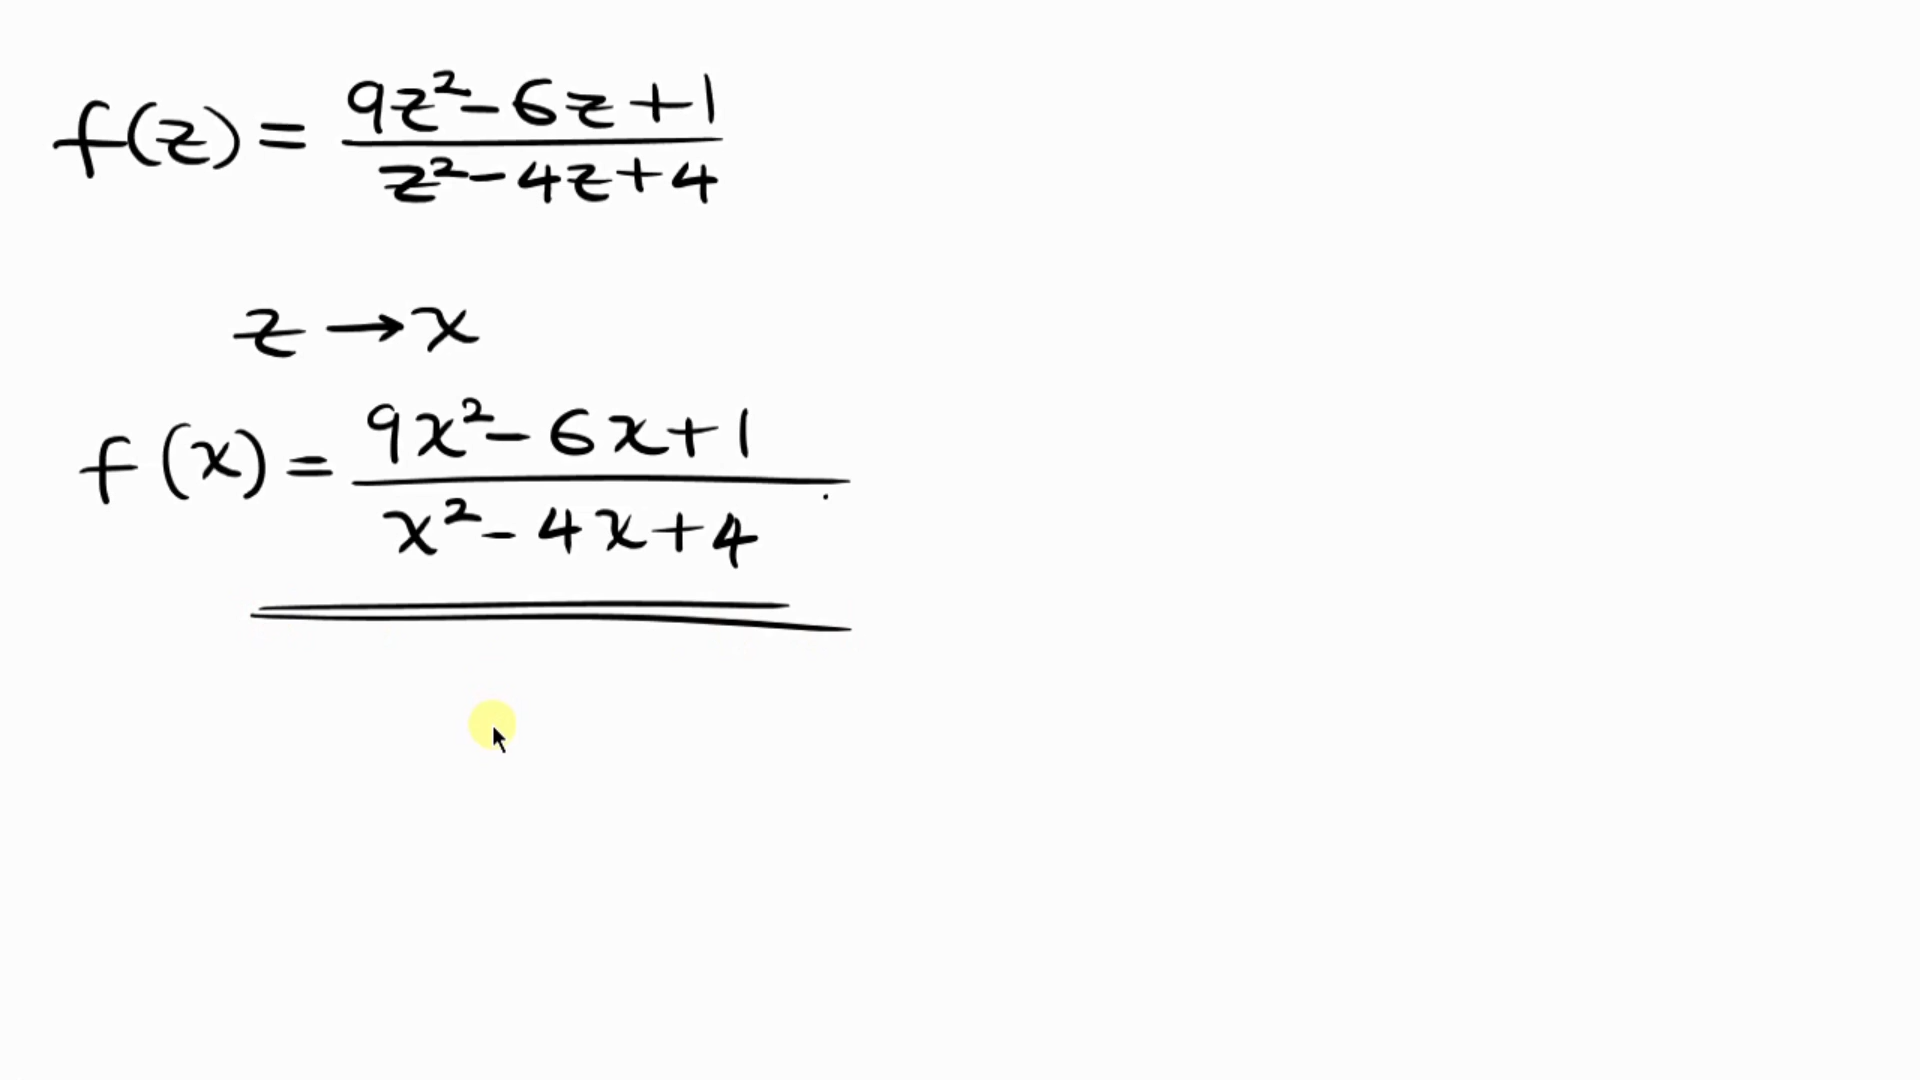 f(z) = (9z² - 6z + 1)/(z² - 4z + 4)
z → x
f(x) = (9x² - 6x + 1)/(x² - 4x + 4)